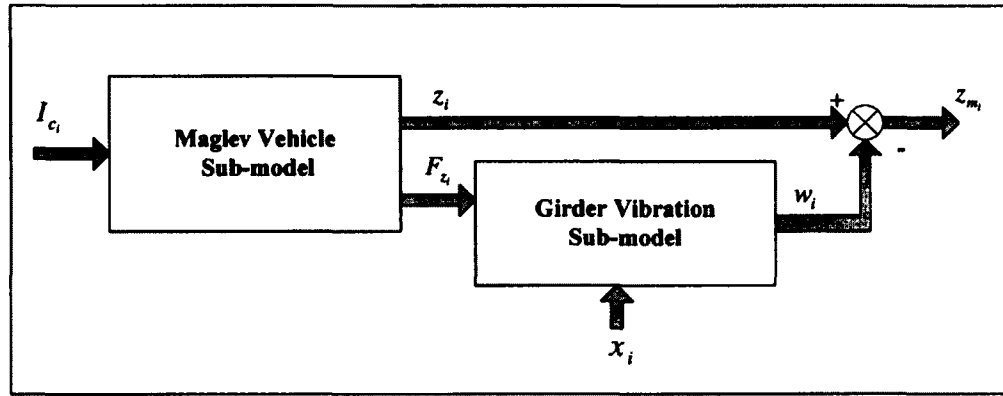 I_{c_i}
Maglev Vehicle
Sub-model
z_i
F_{z_i}
Girder Vibration
Sub-model
x_i
w_i
+
-
z_{m_i}